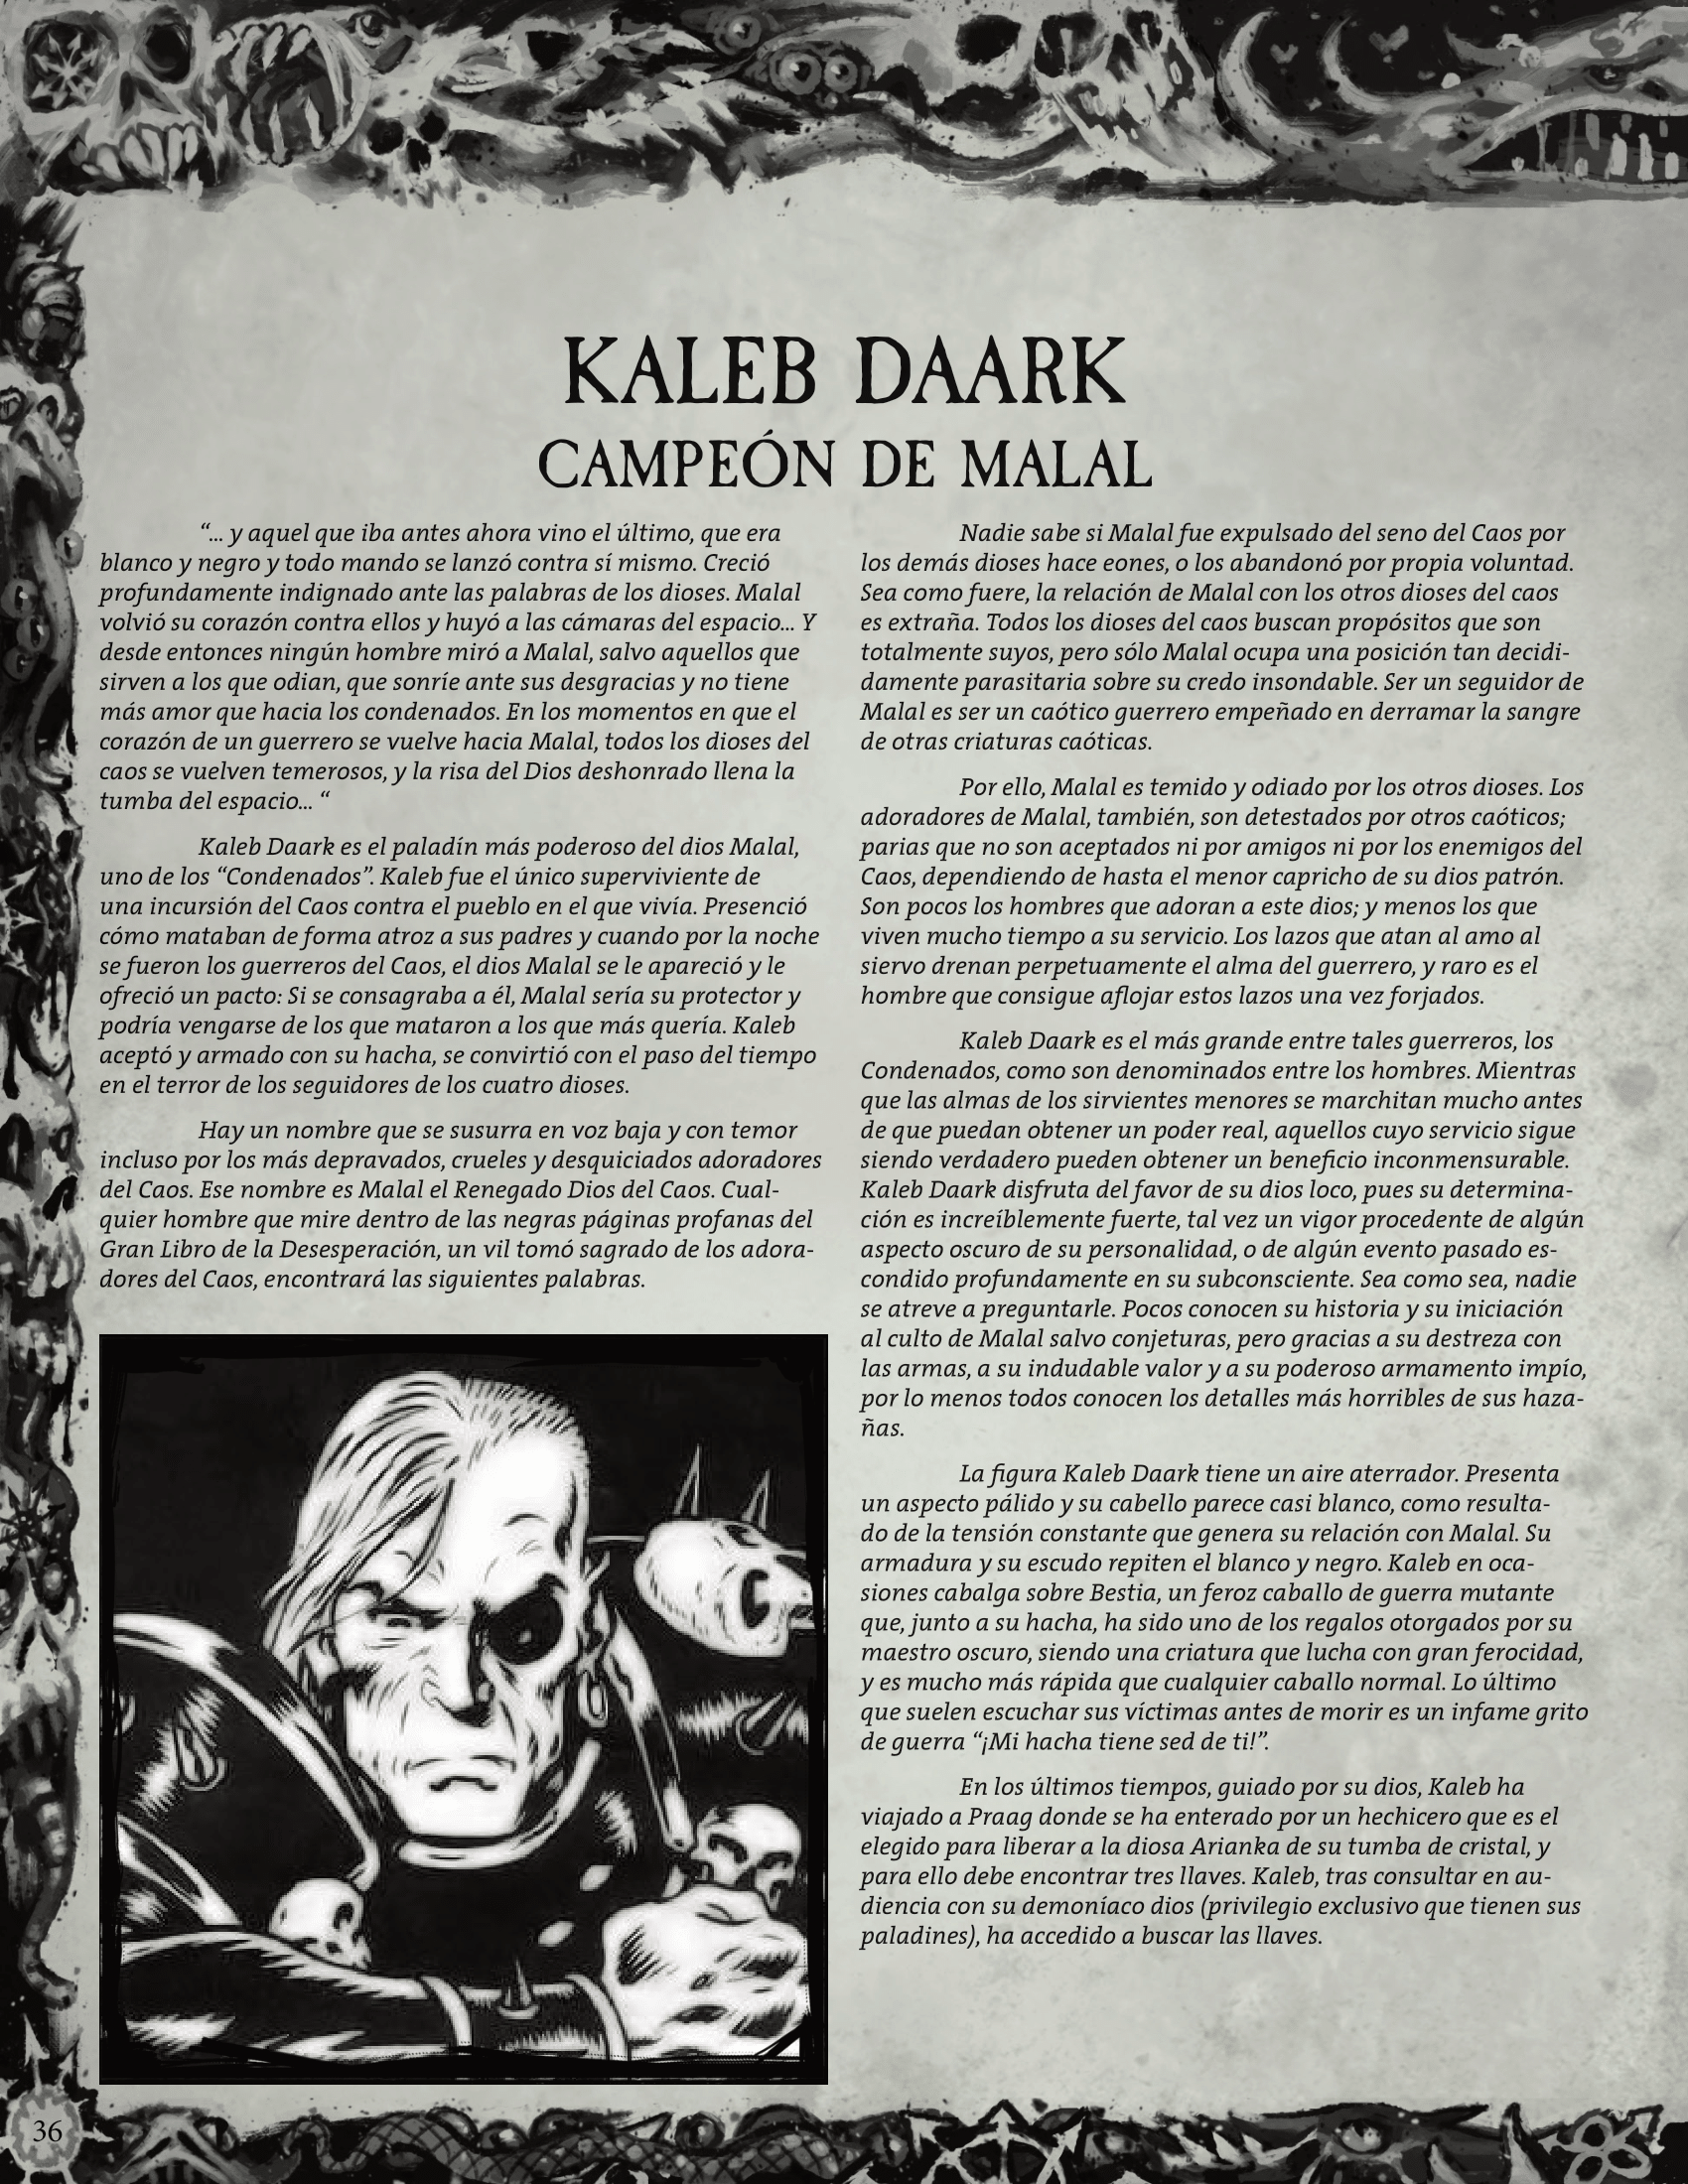 KALEB DAARK
CAMPEÓN DE MALAL
“... y aquel que iba antes ahora vino el último, que era
blanco y negro y todo mando se lanzó contra sí mismo. Creció
profundamente indignado ante las palabras de los dioses. Malal
volvió su corazón contra ellos y huyó a las cámaras del espacio... Y
desde entonces ningún hombre miró a Malal, salvo aquellos que
sirven a los que odian, que sonríe ante sus desgracias y no tiene
más amor que hacia los condenados. En los momentos en que el
corazón de un guerrero se vuelve hacia Malal, todos los dioses del
caos se vuelven temerosos, y la risa del Dios deshonrado llena la
tumba del espacio... “
Kaleb Daark es el paladín más poderoso del dios Malal,
uno de los “Condenados”. Kaleb fue el único superviviente de
una incursión del Caos contra el pueblo en el que vivía. Presenció
cómo mataban de forma atroz a sus padres y cuando por la noche
se fueron los guerreros del Caos, el dios Malal se le apareció y le
ofreció un pacto: Si se consagraba a él, Malal sería su protector y
podría vengarse de los que mataron a los que más quería. Kaleb
aceptó y armado con su hacha, se convirtió con el paso del tiempo
en el terror de los seguidores de los cuatro dioses.
Hay un nombre que se susurra en voz baja y con temor
incluso por los más depravados, crueles y desquiciados adoradores
del Caos. Ese nombre es Malal el Renegado Dios del Caos. Cual-
quier hombre que mire dentro de las negras páginas profanas del
Gran Libro de la Desesperación, un vil tomó sagrado de los adora-
dores del Caos, encontrará las siguientes palabras.
Nadie sabe si Malal fue expulsado del seno del Caos por
los demás dioses hace eones, o los abandonó por propia voluntad.
Sea como fuere, la relación de Malal con los otros dioses del caos
es extraña. Todos los dioses del caos buscan propósitos que son
totalmente suyos, pero sólo Malal ocupa una posición tan decidi-
damente parasitaria sobre su credo insondable. Ser un seguidor de
Malal es ser un caótico guerrero empeñado en derramar la sangre
de otras criaturas caóticas.
Por ello, Malal es temido y odiado por los otros dioses. Los
adoradores de Malal, también, son detestados por otros caóticos;
parias que no son aceptados ni por amigos ni por los enemigos del
Caos, dependiendo de hasta el menor capricho de su dios patrón.
Son pocos los hombres que adoran a este dios; y menos los que
viven mucho tiempo a su servicio. Los lazos que atan al amo al
siervo drenan perpetuamente el alma del guerrero, y raro es el
hombre que consigue aflojar estos lazos una vez forjados.
Kaleb Daark es el más grande entre tales guerreros, los
Condenados, como son denominados entre los hombres. Mientras
que las almas de los sirvientes menores se marchitan mucho antes
de que puedan obtener un poder real, aquellos cuyo servicio sigue
siendo verdadero pueden obtener un beneficio inconmensurable.
Kaleb Daark disfruta del favor de su dios loco, pues su determina-
ción es increíblemente fuerte, tal vez un vigor procedente de algún
aspecto oscuro de su personalidad, o de algún evento pasado es-
condido profundamente en su subconsciente. Sea como sea, nadie
se atreve a preguntarle. Pocos conocen su historia y su iniciación
al culto de Malal salvo conjeturas, pero gracias a su destreza con
las armas, a su indudable valor y a su poderoso armamento impío,
por lo menos todos conocen los detalles más horribles de sus haza-
ñas.
La figura Kaleb Daark tiene un aire aterrador. Presenta
un aspecto pálido y su cabello parece casi blanco, como resulta-
do de la tensión constante que genera su relación con Malal. Su
armadura y su escudo repiten el blanco y negro. Kaleb en oca-
siones cabalga sobre Bestia, un feroz caballo de guerra mutante
que, junto a su hacha, ha sido uno de los regalos otorgados por su
maestro oscuro, siendo una criatura que lucha con gran ferocidad,
y es mucho más rápida que cualquier caballo normal. Lo último
que suelen escuchar sus víctimas antes de morir es un infame grito
de guerra “¡Mi hacha tiene sed de ti!”.
En los últimos tiempos, guiado por su dios, Kaleb ha
viajado a Praag donde se ha enterado por un hechicero que es el
elegido para liberar a la diosa Arianka de su tumba de cristal, y
para ello debe encontrar tres llaves. Kaleb, tras consultar en au-
diencia con su demoníaco dios (privilegio exclusivo que tienen sus
paladines), ha accedido a buscar las llaves.
36